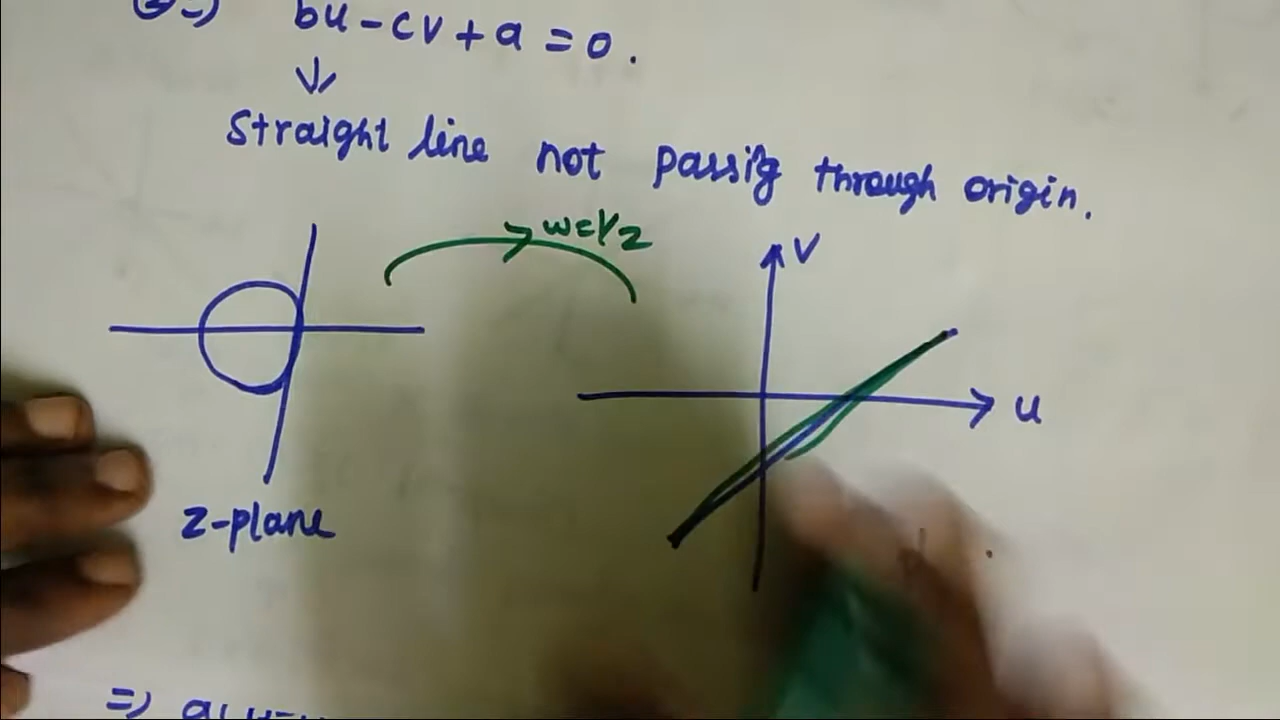 bu - cv + a = 0.
↓
Straight line not passig through origin.
w=1/z
v
u
z-plane
=)